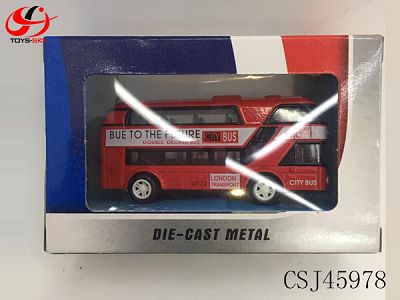 TOYS-SKY
BUE TO THE FUTURE CITY BUS
DOUBLE DECKER BUS
LONDON
TRANSPORT
CITY BUS
DIE-CAST METAL
CSJ45978